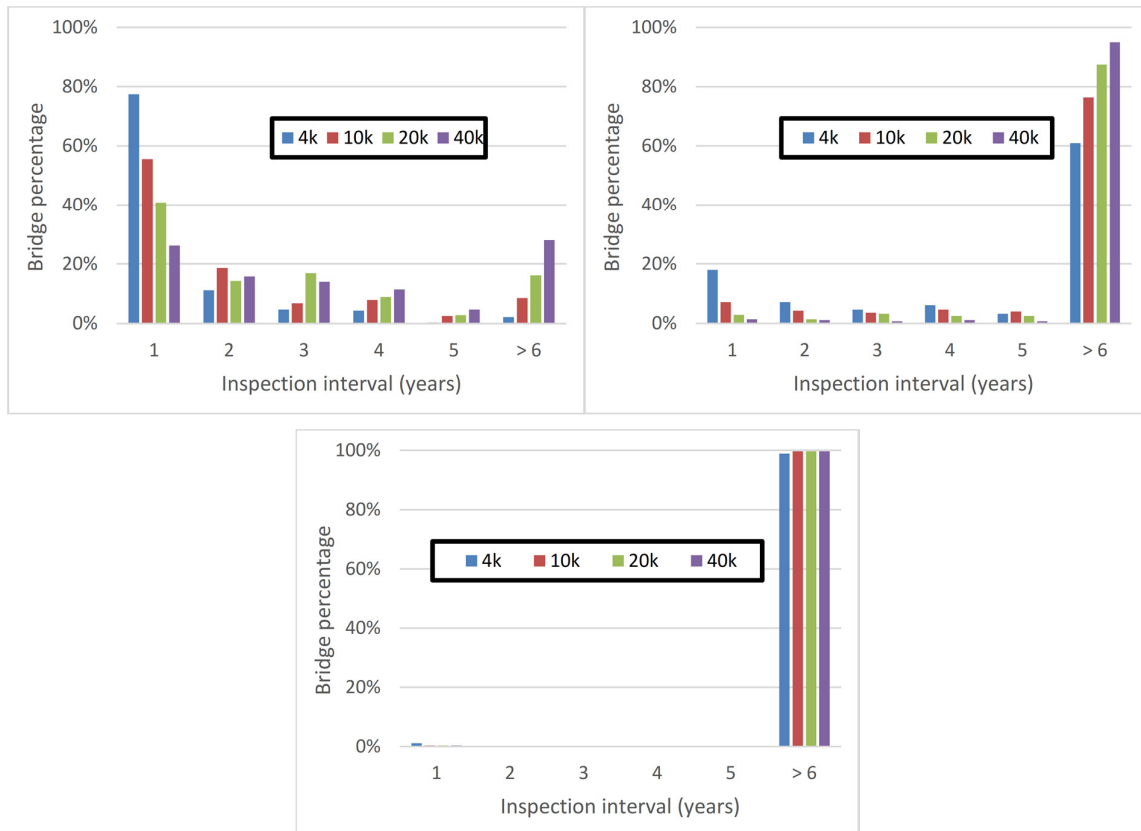 100%
80%
60%
40%
20%
0%
Bridge percentage
4k 10k 20k 40k
1 2 3 4 5 > 6
Inspection interval (years)
100%
80%
60%
40%
20%
0%
Bridge percentage
4k 10k 20k 40k
1 2 3 4 5 > 6
Inspection interval (years)
100%
80%
60%
40%
20%
0%
Bridge percentage
4k 10k 20k 40k
1 2 3 4 5 > 6
Inspection interval (years)